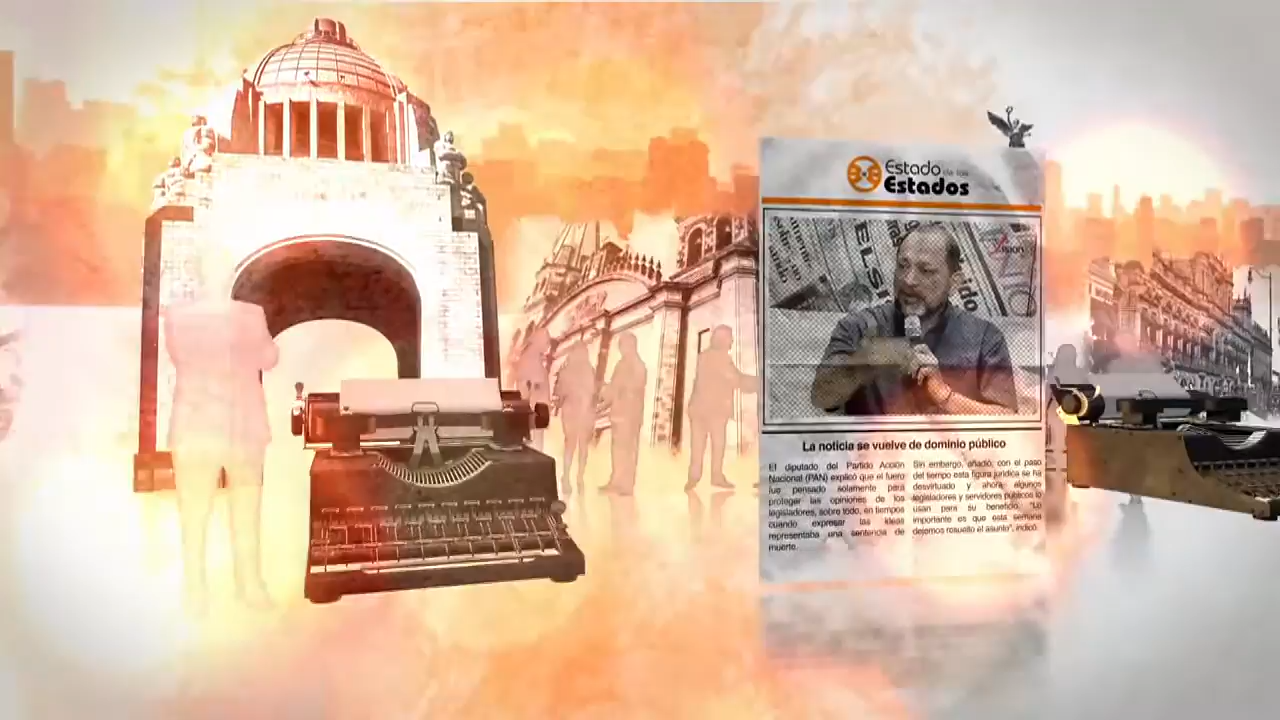 Estado de los
Estados
EL S
La noticia se vuelve de dominio público
El diputado del Partido Acción
Nacional (PAN) explicó que el fuero
fue pensado solamente para
proteger las opiniones de los
legisladores, sobre todo, en tiempos
cuando expresar las ideas
representaba una sentencia de
muerte.
Sin embargo, añadió, con el paso
del tiempo esta figura jurídica se ha
desvirtuado y ahora algunos
legisladores y servidores públicos lo
usan para su beneficio. "Lo
importante es que esta semana
dejemos resuelto el asunto", indicó.